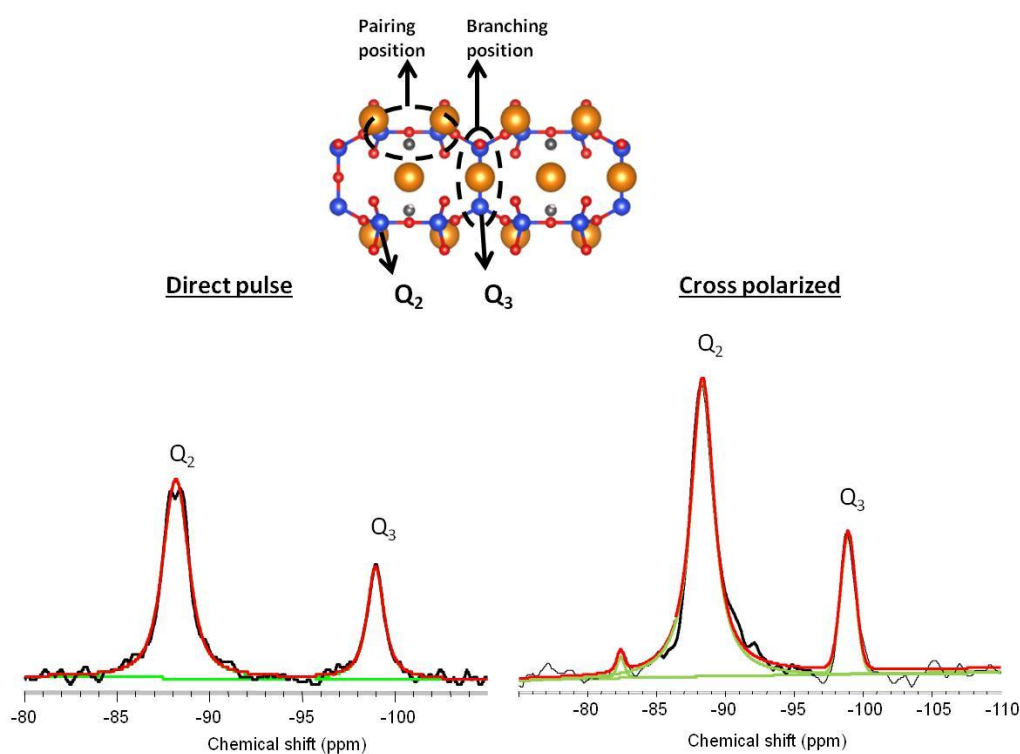 Pairing
position
Branching
position
Q2
Q3
Direct pulse
Cross polarized
Q2
Q3
-80 -85 -90 -95 -100
Chemical shift (ppm)
Q2
Q3
-80 -85 -90 -95 -100 -105 -110
Chemical shift (ppm)